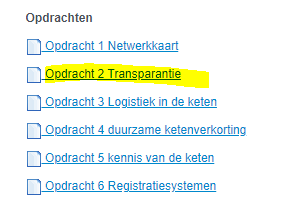 Opdrachten
Opdracht 1 Netwerkkaart
Opdracht 2 Transparantie
Opdracht 3 Logistiek in de keten
Opdracht 4 duurzame ketenverkorting
Opdracht 5 kennis van de keten
Opdracht 6 Registratiesystemen